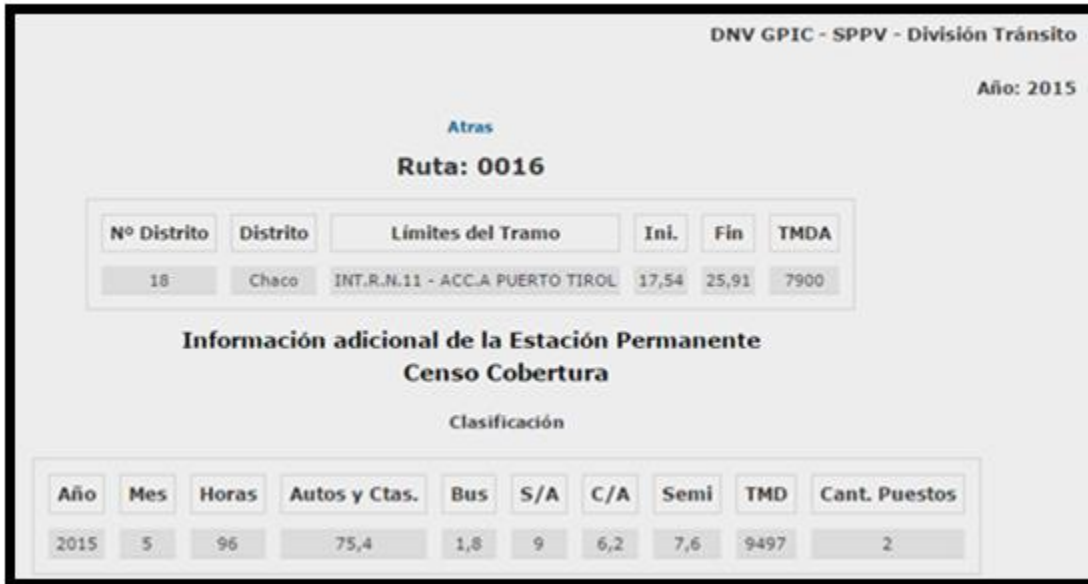 DNV GPIC - SPPV - División Tránsito
Año: 2015
Atras
Ruta: 0016
Nº Distrito Distrito Límites del Tramo Ini. Fin TMDA
18 Chaco INT.R.N.11 - ACC.A PUERTO TIROL 17,54 25,91 7900
Información adicional de la Estación Permanente
Censo Cobertura
Clasificación
Año Mes Horas Autos y Ctas. Bus S/A C/A Semi TMD Cant. Puestos
2015 5 96 75,4 1,8 9 6,2 7,6 9497 2